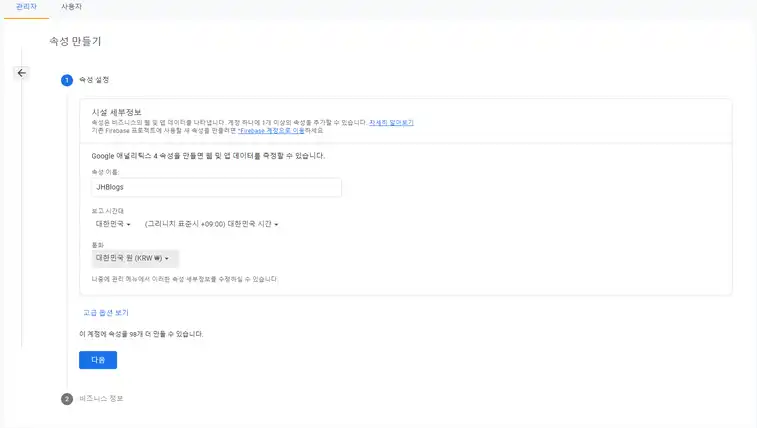 관리자 사용자
속성 만들기
1 속성 설정
시설 세부정보
속성은 비즈니스의 웹 및 앱 데이터를 나타냅니다. 계정 하나에 1개 이상의 속성을 추가할 수 있습니다. 자세히 알아보기
기존 Firebase 프로젝트에 사용할 새 속성을 만들려면 *Firebase 계정으로 이동하세요
Google 애널리틱스 4 속성을 만들면 웹 및 앱 데이터를 측정할 수 있습니다.
속성 이름:
JHBlogs
보고 시간대
대한민국 (그리니치 표준시 +09:00) 대한민국 시간
통화
대한민국 원 (KRW ₩)
나중에 관리 메뉴에서 이러한 속성 세부정보를 수정하실 수 있습니다.
고급 옵션 보기
이 계정에 속성을 98개 더 만들 수 있습니다.
다음
2 비즈니스 정보